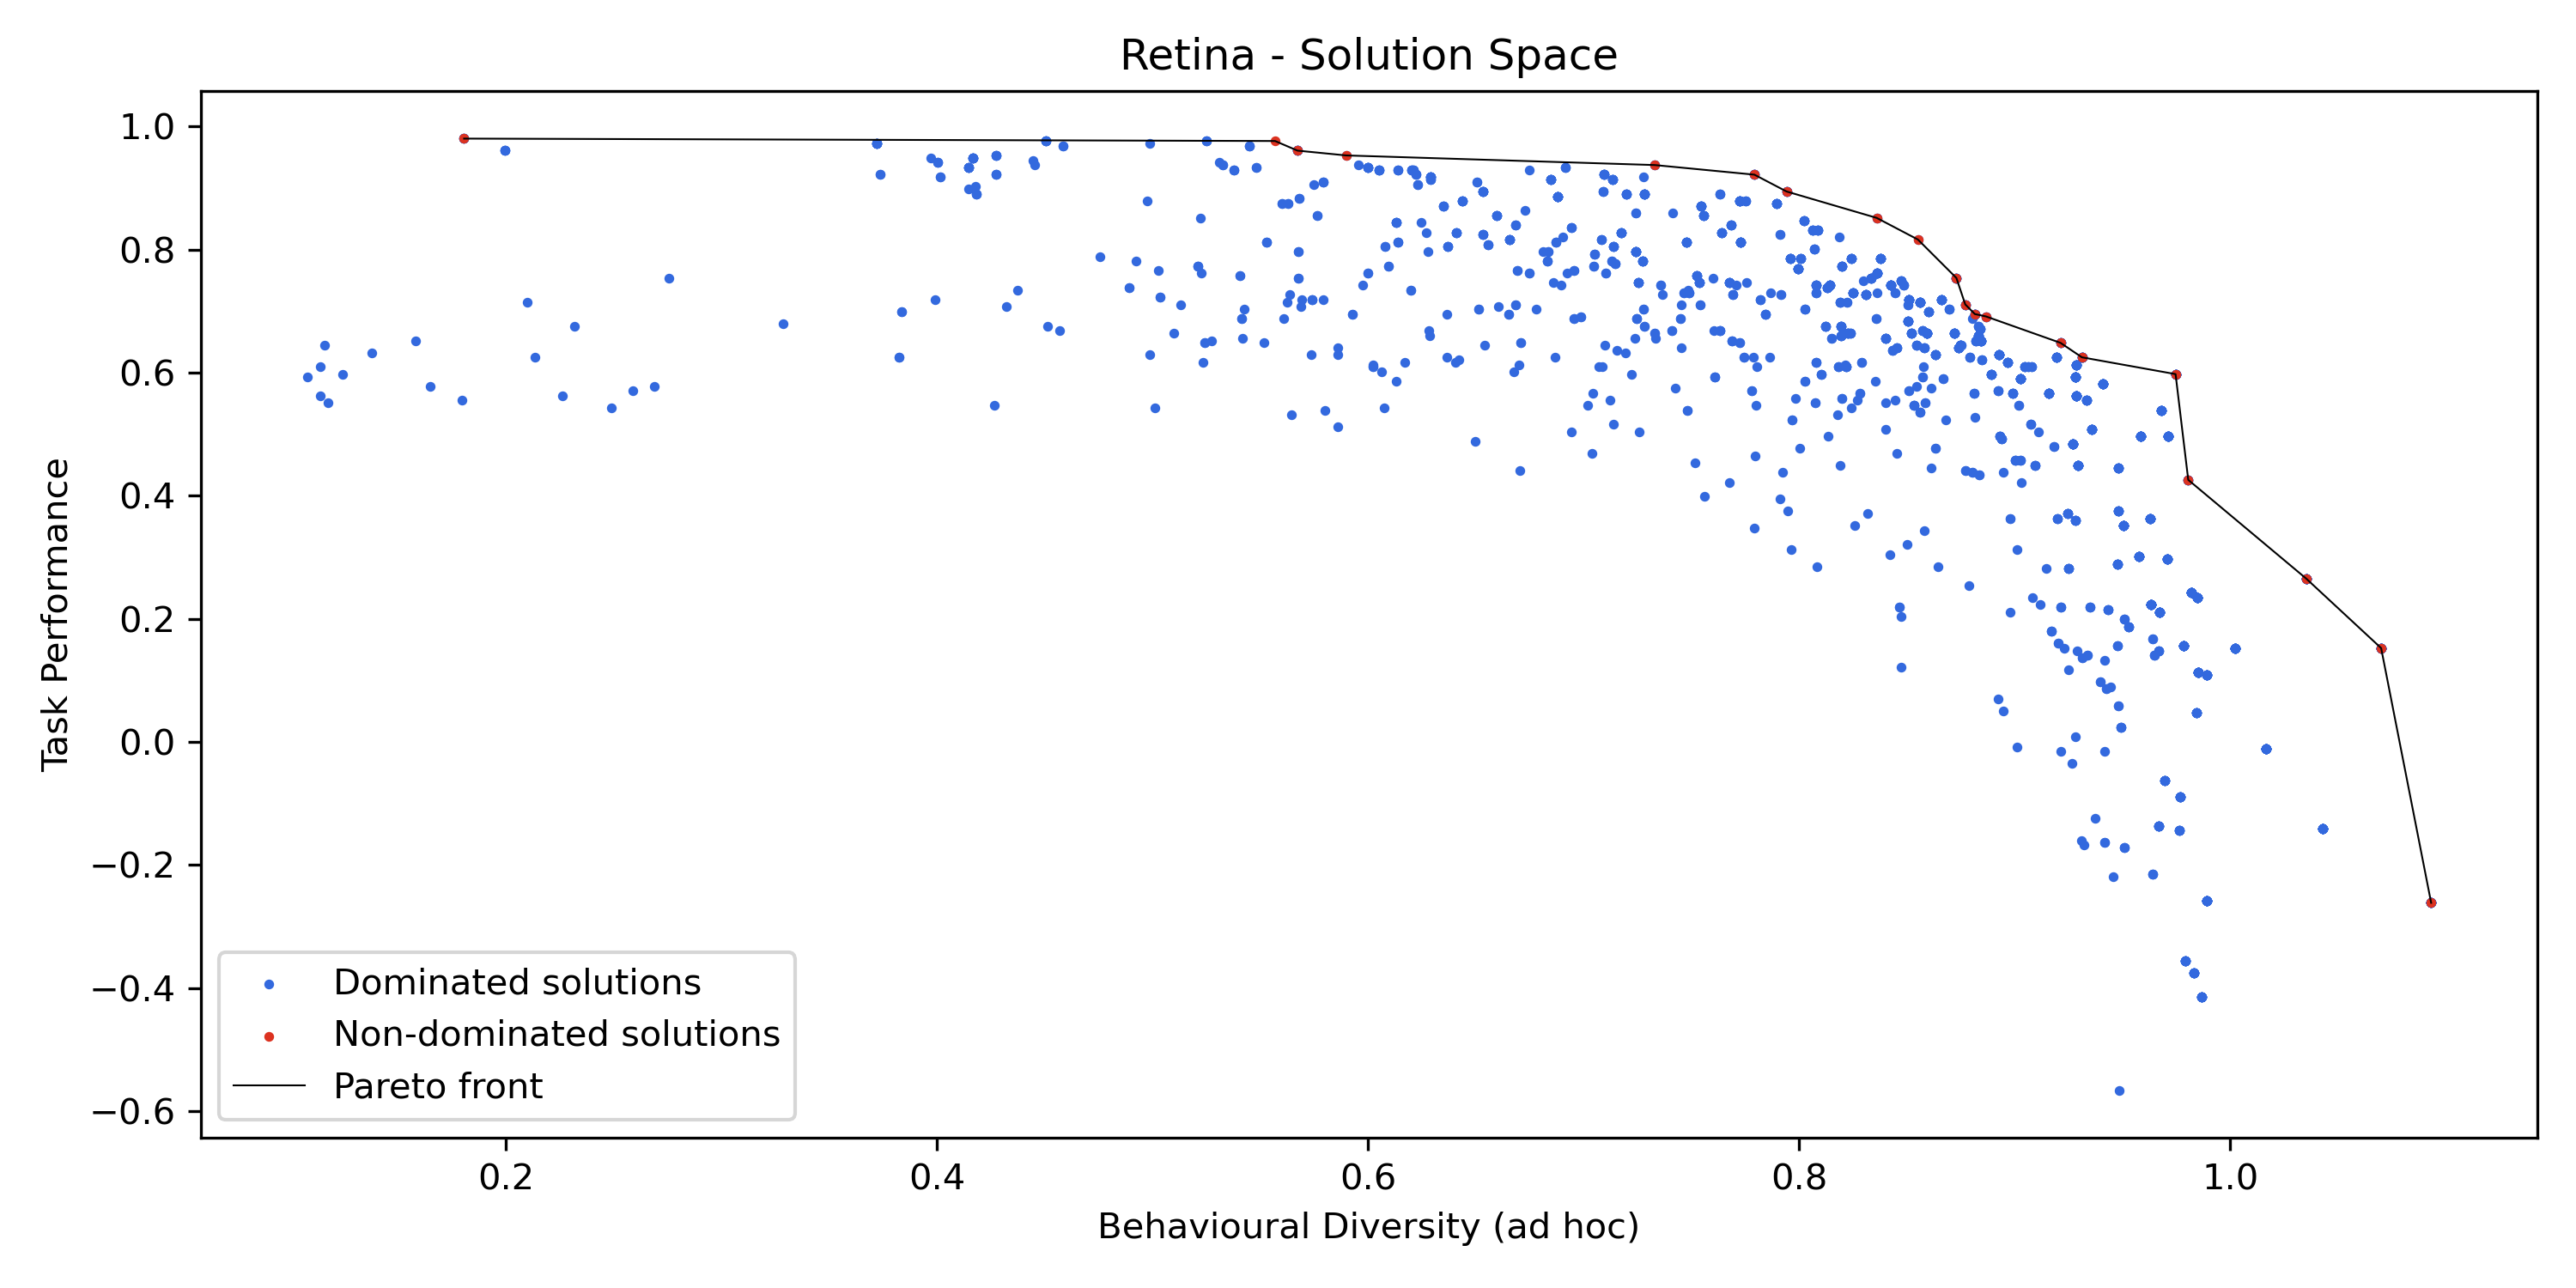 Retina - Solution Space
1.0
0.8
0.6
0.4
0.2
0.0
−0.2
−0.4
−0.6
Task Performance
Dominated solutions
Non-dominated solutions
Pareto front
0.2 0.4 0.6 0.8 1.0
Behavioural Diversity (ad hoc)